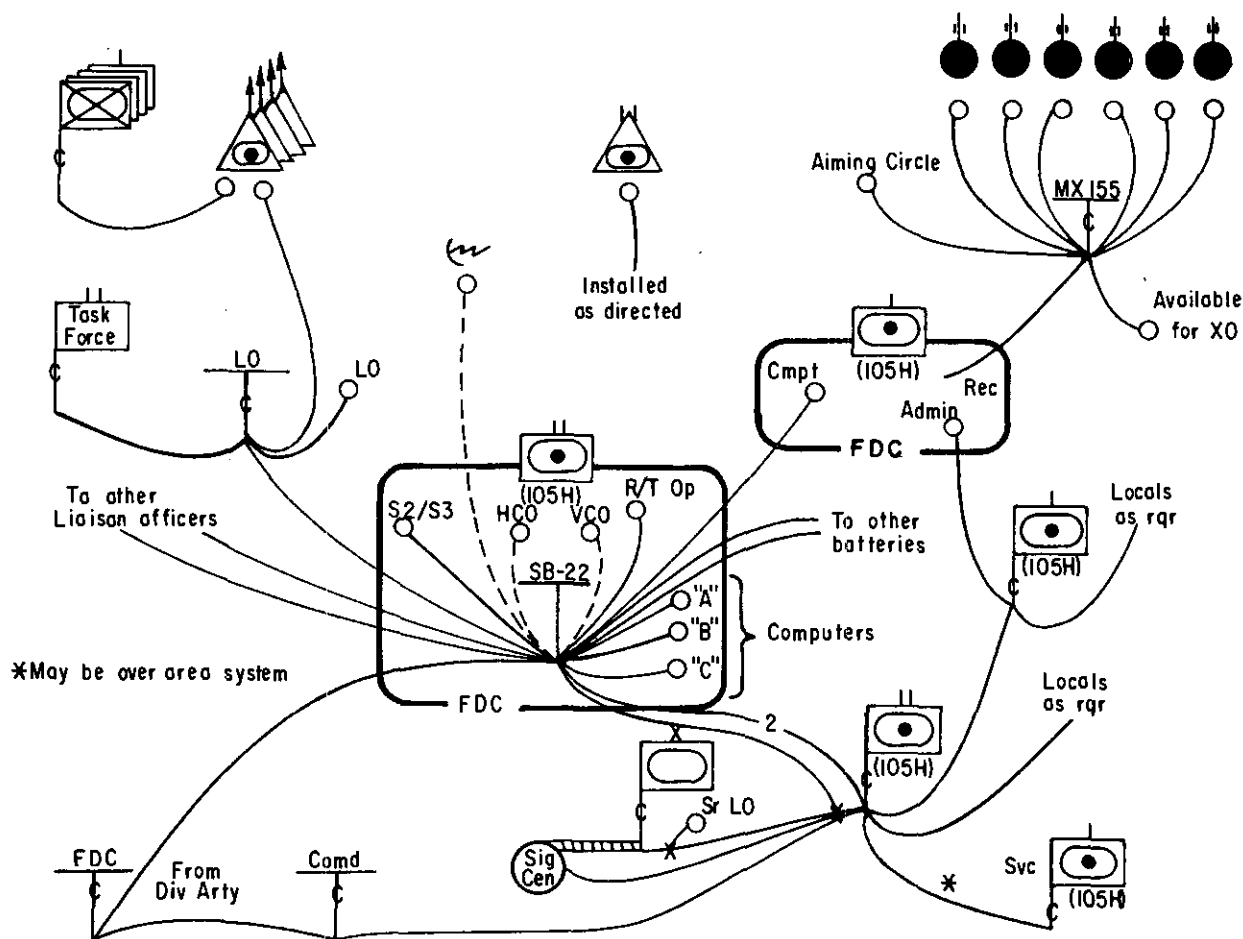 Aiming Circle
MX 155
Installed
as directed
Available
for XO
Task
Force
LO
LO
(105H)
Cmpt
Rec
Admin
FDC
(105H)
S2/S3
HCO
VCO
R/T Op
To other
Liaison officers
To other
batteries
Locals
as rqr
(105H)
SB-22
"A"
"B"
"C"
Computers
*May be over area system
FDC
2
Locals
as rqr
(105H)
Sr LO
FDC
From
Div Arty
Comd
Sig
Cen
*
*
Svc
(105H)
C
C
C
C
C
C
C
C
C
C
X
X